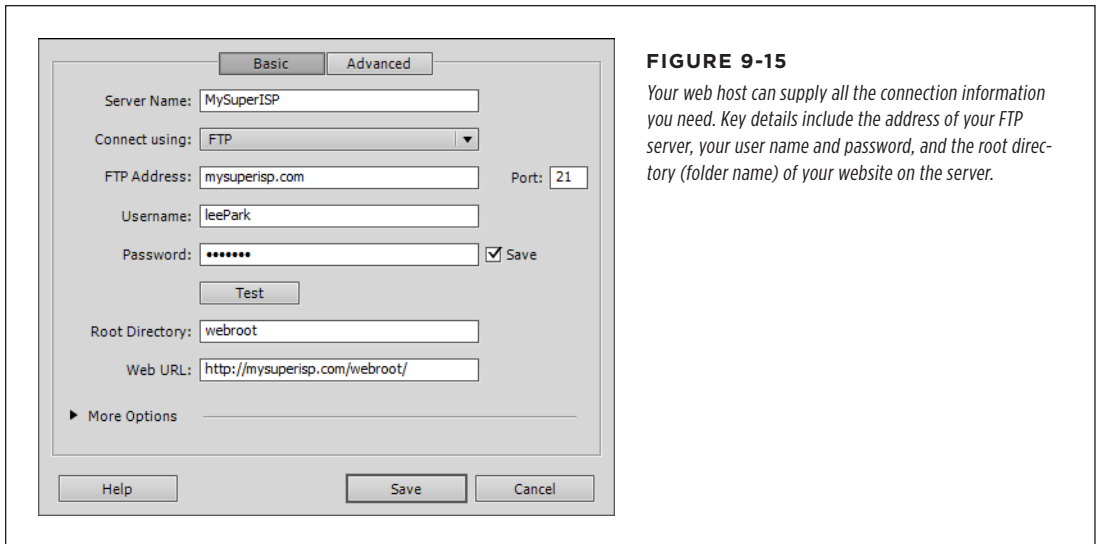 Basic Advanced
Server Name: MySuperISP
Connect using: FTP
FTP Address: mysuperisp.com Port: 21
Username: leePark
Password: ••••••• Save
Test
Root Directory: webroot
Web URL: http://mysuperisp.com/webroot/
More Options
Help Save Cancel
FIGURE 9-15
Your web host can supply all the connection information
you need. Key details include the address of your FTP
server, your user name and password, and the root direc-
tory (folder name) of your website on the server.